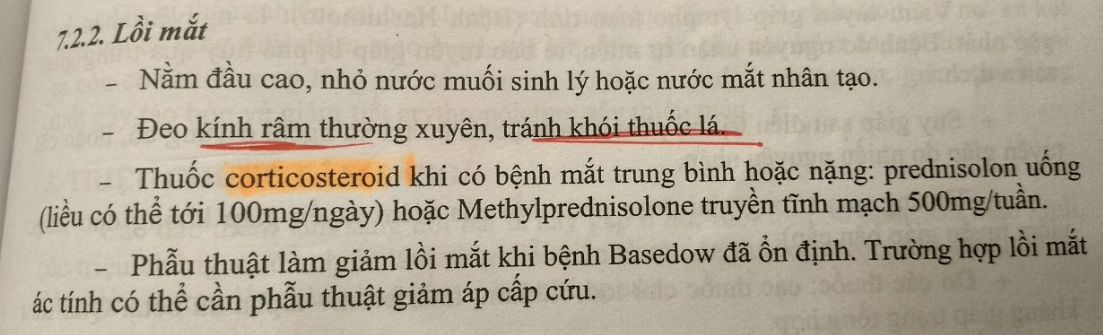 7.2.2. Lồi mắt
– Nằm đầu cao, nhỏ nước muối sinh lý hoặc nước mắt nhân tạo.
– Đeo kính râm thường xuyên, tránh khói thuốc lá.
– Thuốc corticosteroid khi có bệnh mắt trung bình hoặc nặng: prednisolon uống
(liều có thể tới 100mg/ngày) hoặc Methylprednisolone truyền tĩnh mạch 500mg/tuần.
– Phẫu thuật làm giảm lồi mắt khi bệnh Basedow đã ổn định. Trường hợp lồi mắt
ác tính có thể cần phẫu thuật giảm áp cấp cứu.